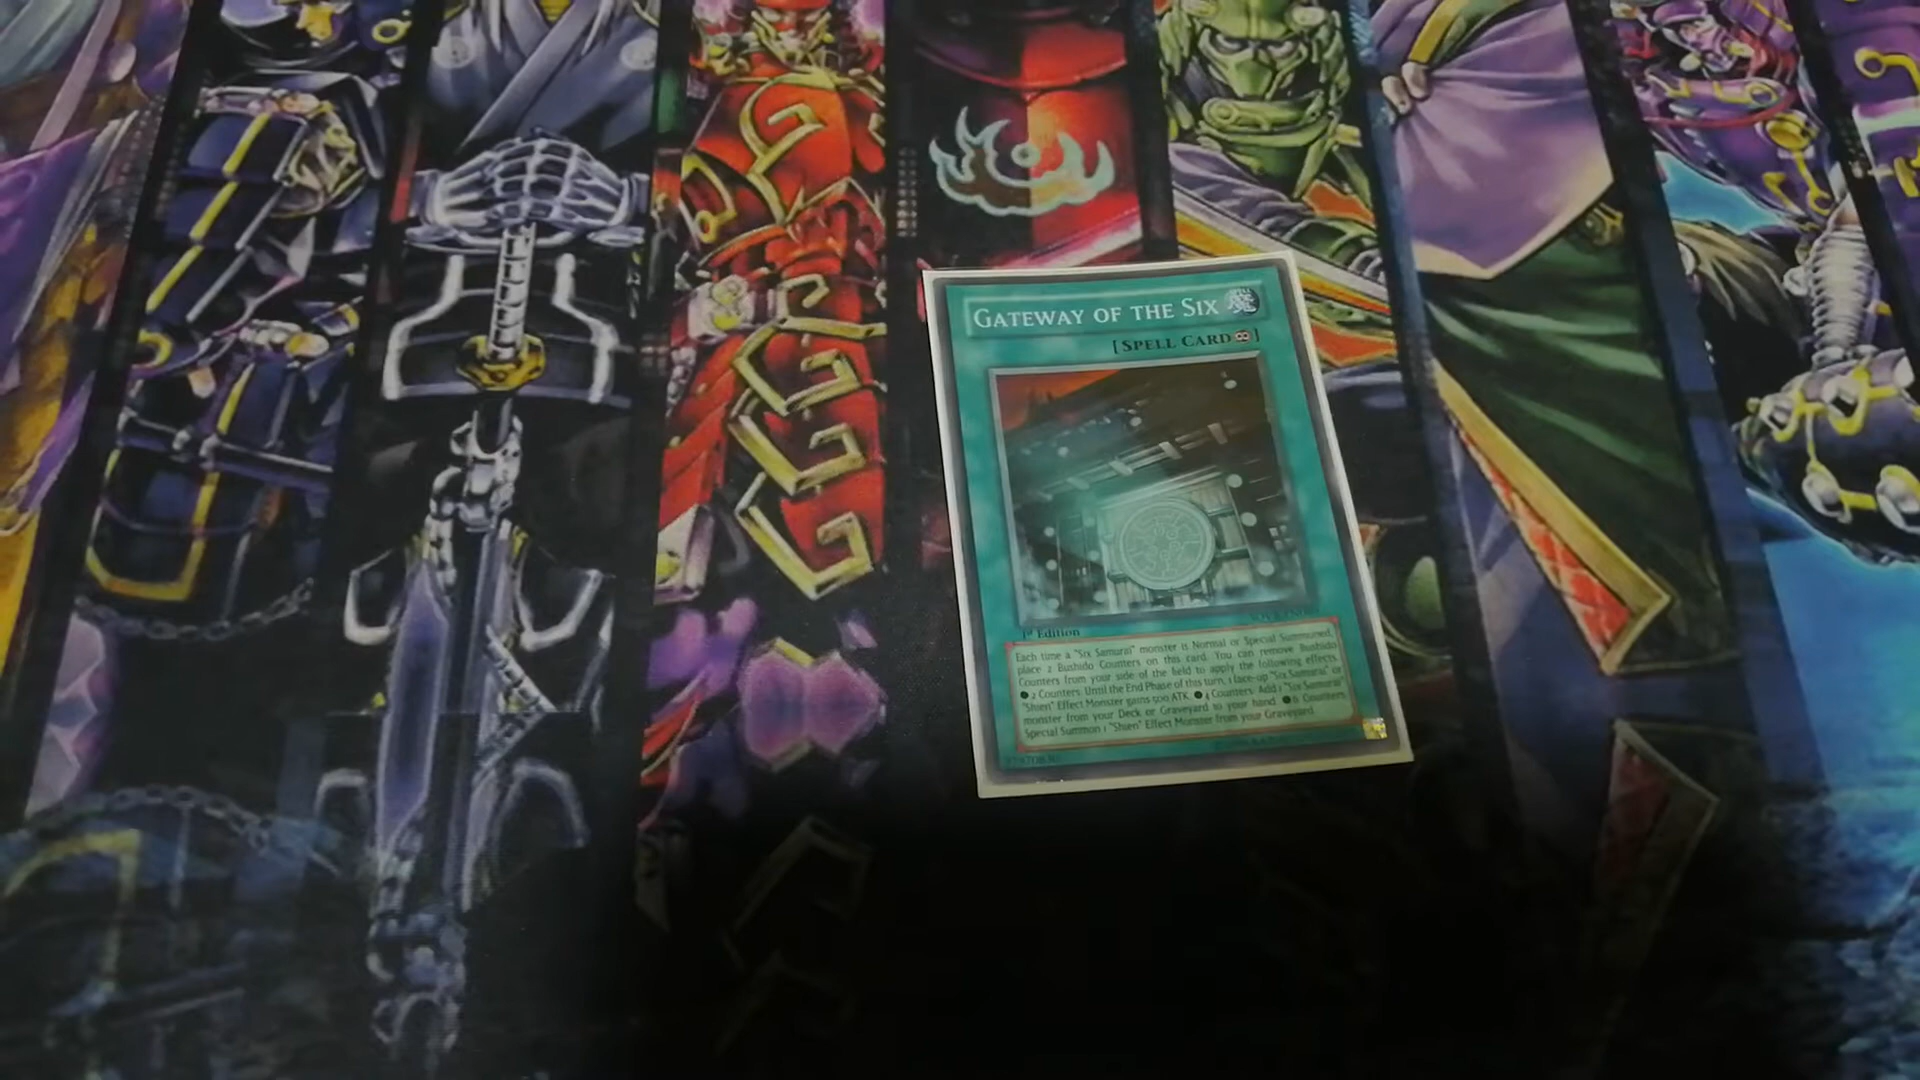 GATEWAY OF THE SIX
[SPELL CARD]
1st Edition
Each time a "Six Samurai" monster is Normal or Special Summoned,
place 2 Bushido Counters on this card. You can remove Bushido
Counters from your side of the field to apply the following effects.
●2 Counters: Until the End Phase of this turn, 1 face-up "Six Samurai" or
"Shien" Effect Monster gains 500 ATK. ●4 Counters: Add 1 "Six Samurai"
monster from your Deck or Graveyard to your hand. ●6 Counters:
Special Summon 1 "Shien" Effect Monster from your Graveyard.